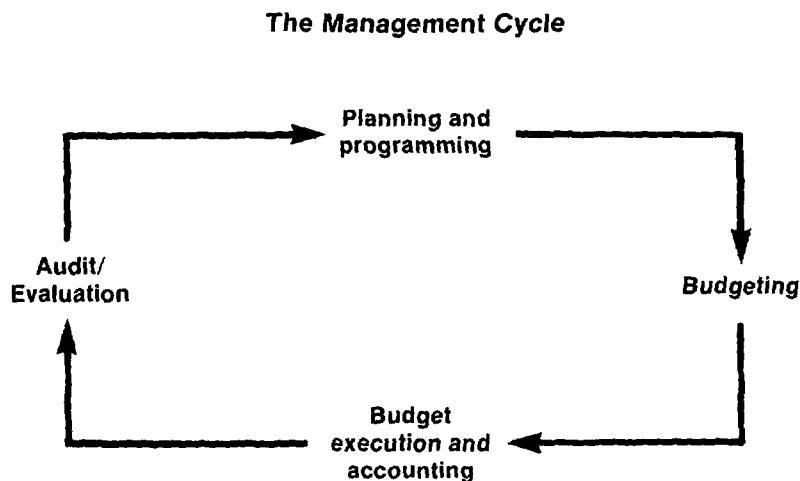 The Management Cycle
Planning and
programming
Audit/
Evaluation
Budgeting
Budget
execution and
accounting